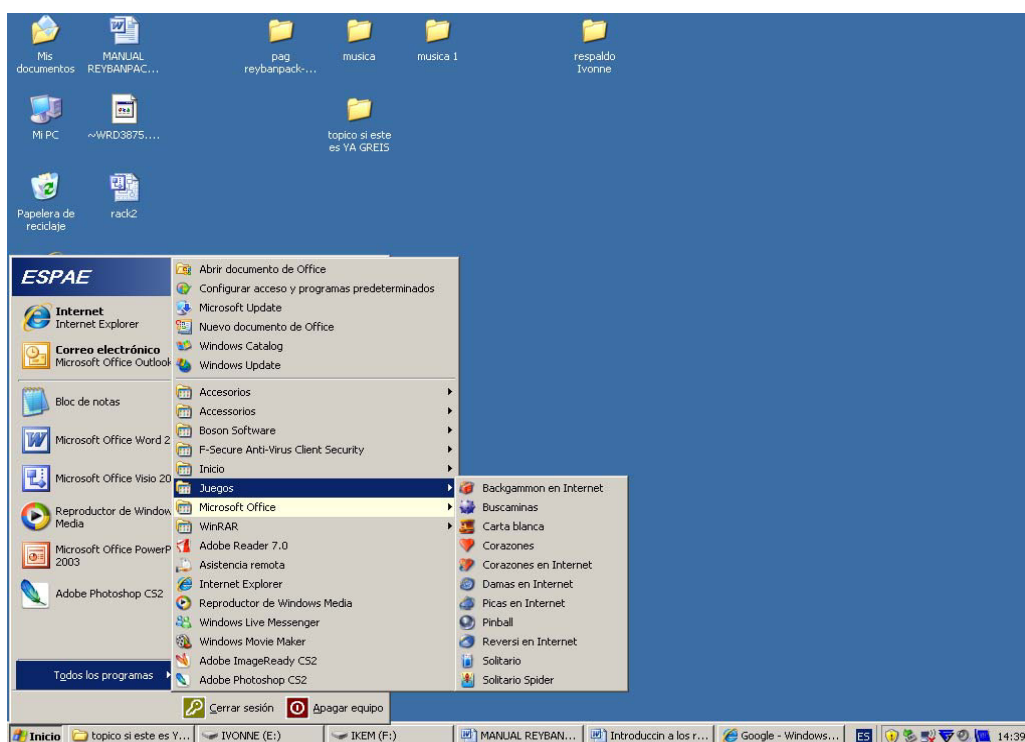 Mis documentos
MANUAL REYBANPAC...
pag reybanpack-...
musica
musica 1
respaldo Ivonne
Mi PC
~WRD3875....
topico si este es YA GREIS
Papelera de reciclaje
rack2
ESPAE
Internet
Internet Explorer
Correo electrónico
Microsoft Office Outlook
Bloc de notas
Microsoft Office Word 2
Microsoft Office Visio 20
Reproductor de Window
Media
Microsoft Office PowerP
2003
Adobe Photoshop CS2
Todos los programas
Abrir documento de Office
Configurar acceso y programas predeterminados
Microsoft Update
Nuevo documento de Office
Windows Catalog
Windows Update
Accesorios
Accessorios
Boson Software
F-Secure Anti-Virus Client Security
Inicio
Juegos
Microsoft Office
WinRAR
Adobe Reader 7.0
Asistencia remota
Internet Explorer
Reproductor de Windows Media
Windows Live Messenger
Windows Movie Maker
Adobe ImageReady CS2
Adobe Photoshop CS2
Backgammon en Internet
Buscaminas
Carta blanca
Corazones
Corazones en Internet
Damas en Internet
Picas en Internet
Pinball
Reversi en Internet
Solitario
Solitario Spider
Cerrar sesión
Apagar equipo
Inicio
topico si este es Y...
IVONNE (E:)
IKEM (F:)
MANUAL REYBAN...
Introduccin a los r...
Google - Windows...
ES
14:39